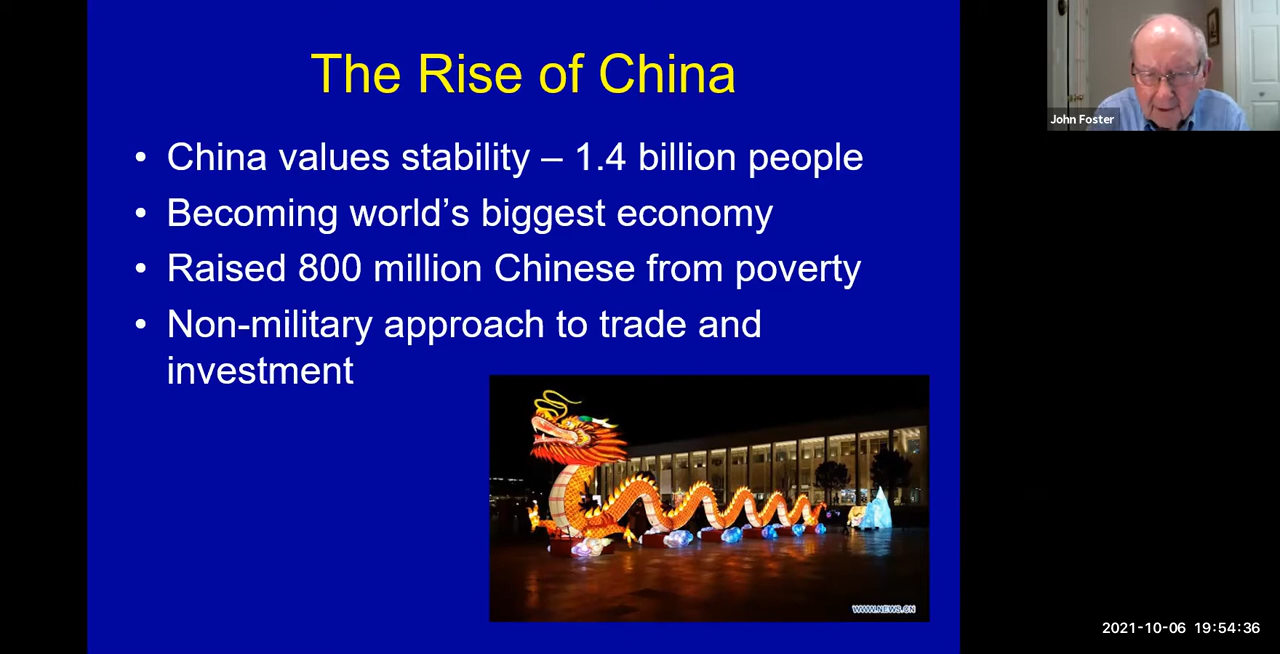 The Rise of China
• China values stability – 1.4 billion people
• Becoming world's biggest economy
• Raised 800 million Chinese from poverty
• Non-military approach to trade and
investment
WWW.NEWS.CN
John Foster
2021-10-06 19:54:36